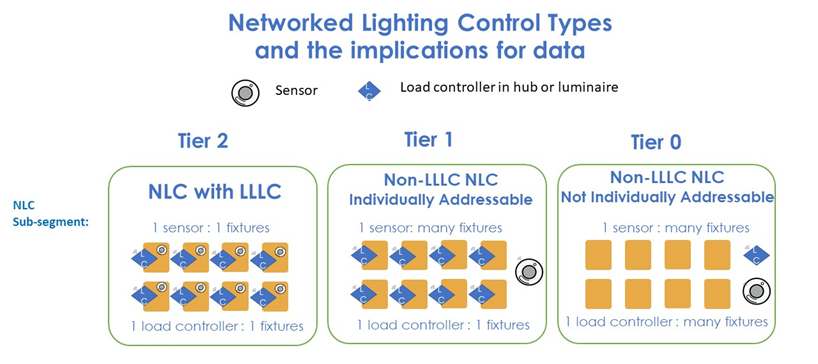 Networked Lighting Control Types
and the implications for data
Sensor
L C
Load controller in hub or luminaire
Tier 2
Tier 1
Tier 0
NLC
Sub-segment:
NLC with LLLC
1 sensor : 1 fixtures
L C L C L C L C
L C L C L C L C
1 load controller : 1 fixtures
Non-LLLC NLC
Individually Addressable
1 sensor: many fixtures
L C L C L C L C
L C L C L C L C
1 load controller : 1 fixtures
Non-LLLC NLC
Not Individually Addressable
1 sensor : many fixtures
L C
1 load controller : many fixtures